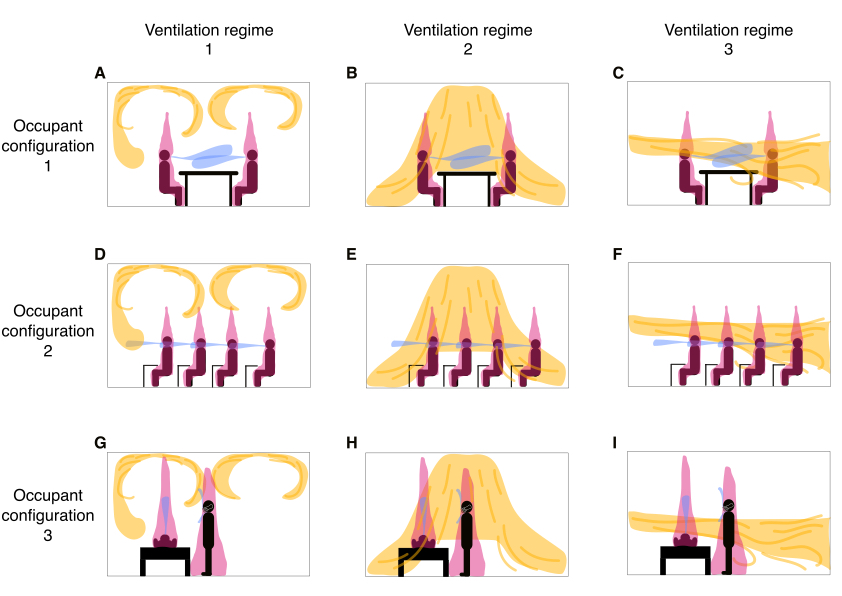 Ventilation regime
1
Ventilation regime
2
Ventilation regime
3
A
B
C
Occupant
configuration
1
D
E
F
Occupant
configuration
2
G
H
I
Occupant
configuration
3